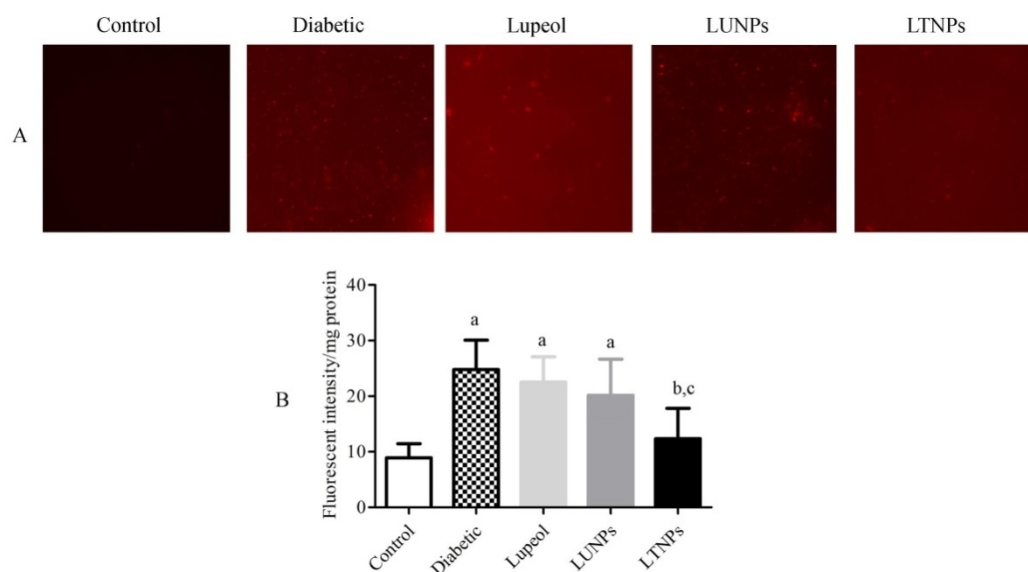 Control Diabetic Lupeol LUNPs LTNPs
A
B
Fluorescent intensity/mg protein
40
30
20
10
0
a
a
a
b,c
Control Diabetic Lupeol LUNPs LTNPs